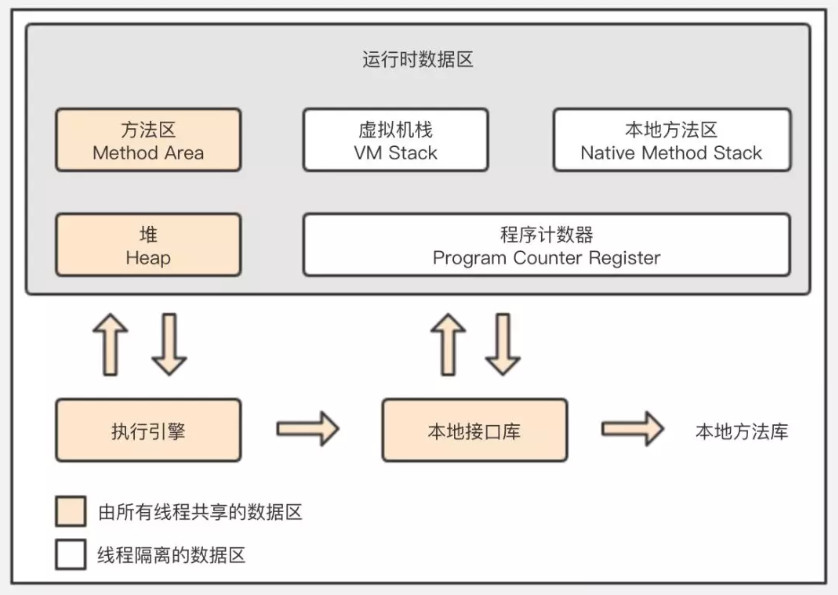 运行时数据区
方法区
Method Area
虚拟机栈
VM Stack
本地方法区
Native Method Stack
堆
Heap
程序计数器
Program Counter Register
执行引擎
本地接口库
本地方法库
由所有线程共享的数据区
线程隔离的数据区